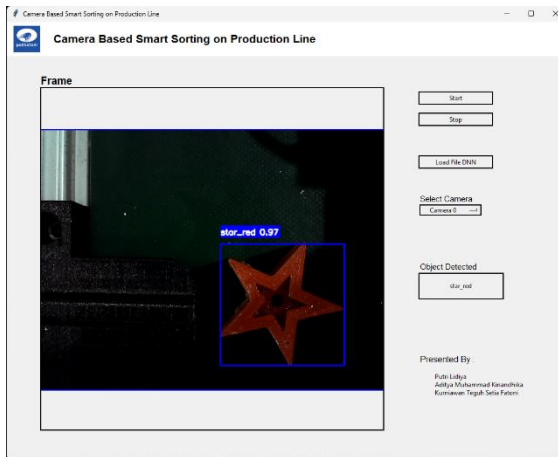 Camera Based Smart Sorting on Production Line
Camera Based Smart Sorting on Production Line
Frame
star_red 0.97
Start
Stop
Load File DNN
Select Camera
Camera 0
Object Detected
star_red
Presented By :
Putri Lidiya
Aditya Muhammad Kinandhika
Kurniawan Teguh Setia Fatoni